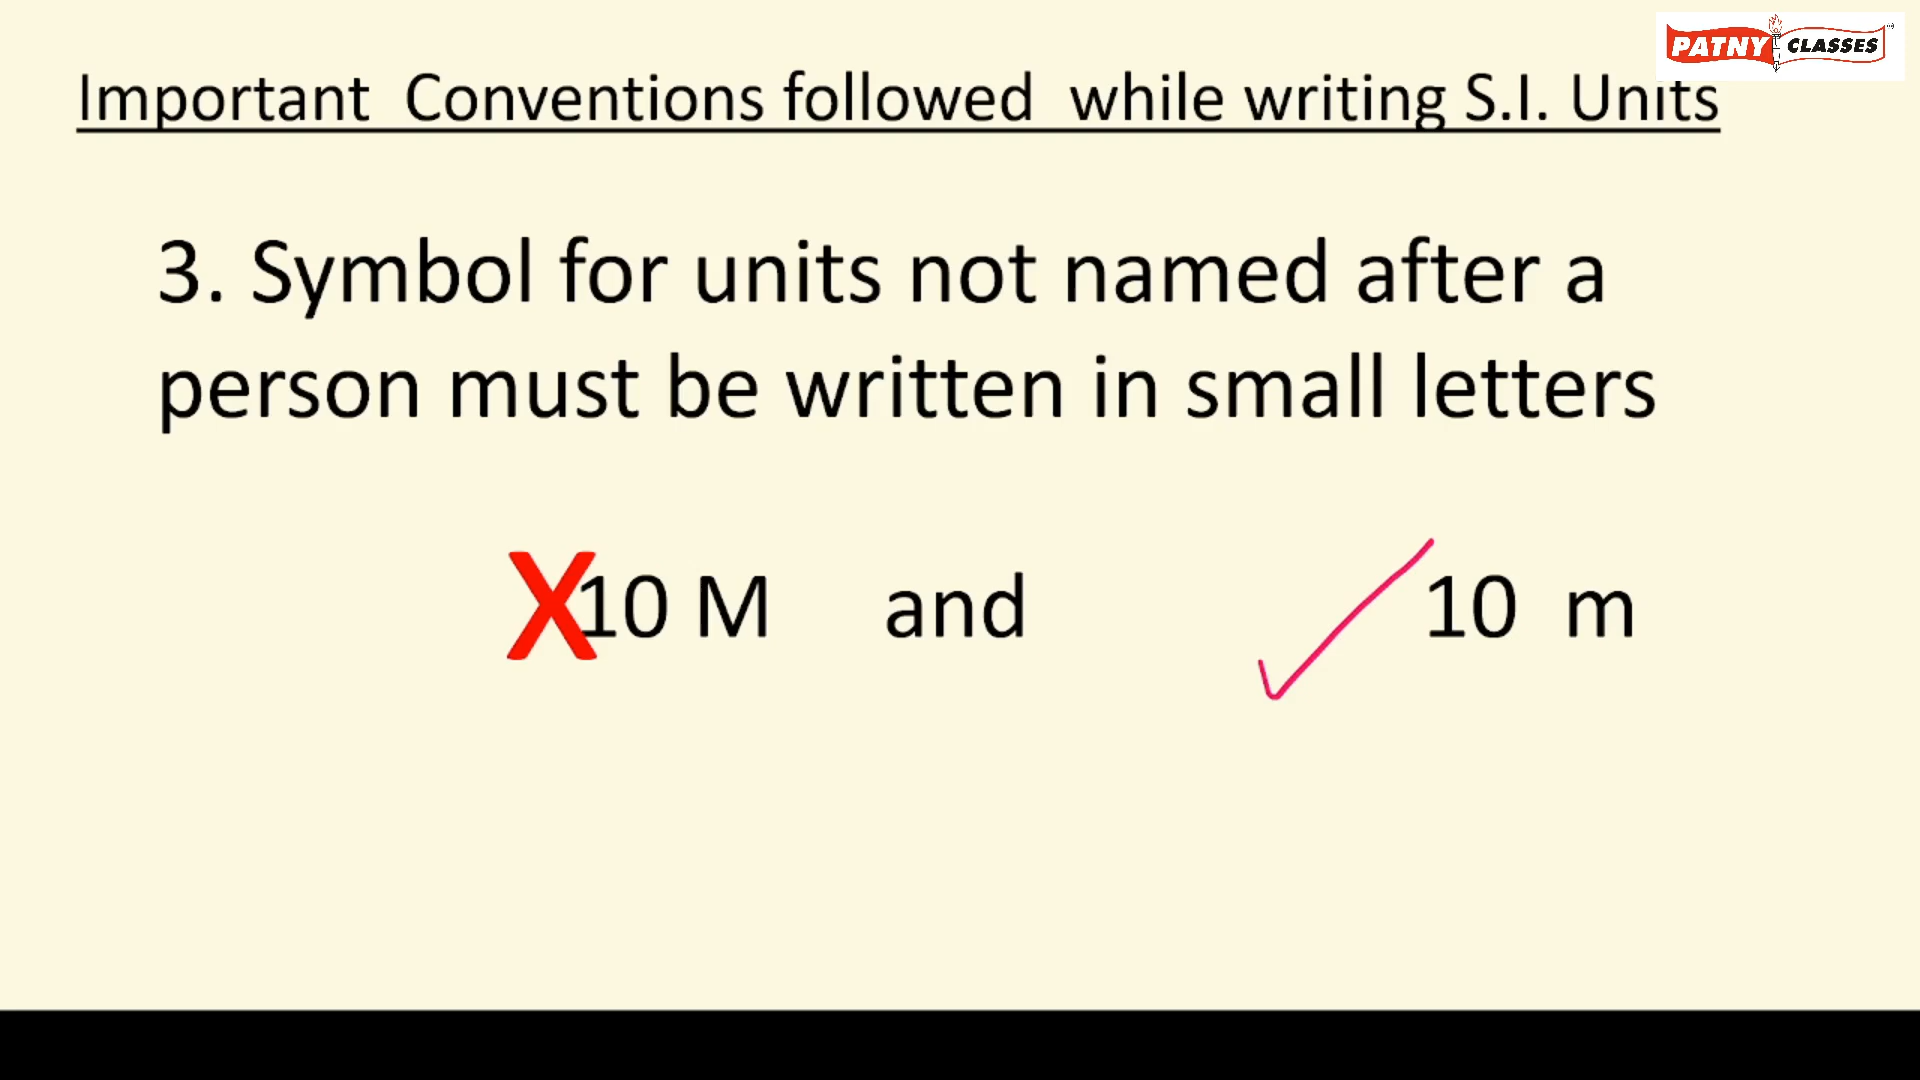 PATNY CLASSES
Important Conventions followed while writing S.I. Units
3. Symbol for units not named after a
person must be written in small letters
X 10 M and 10 m